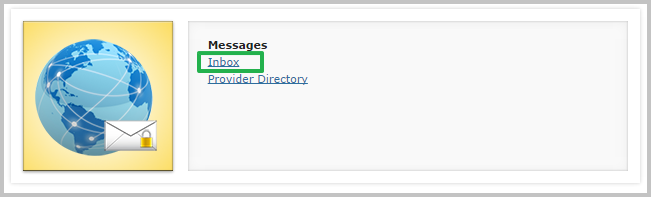 Messages
Inbox
Provider Directory